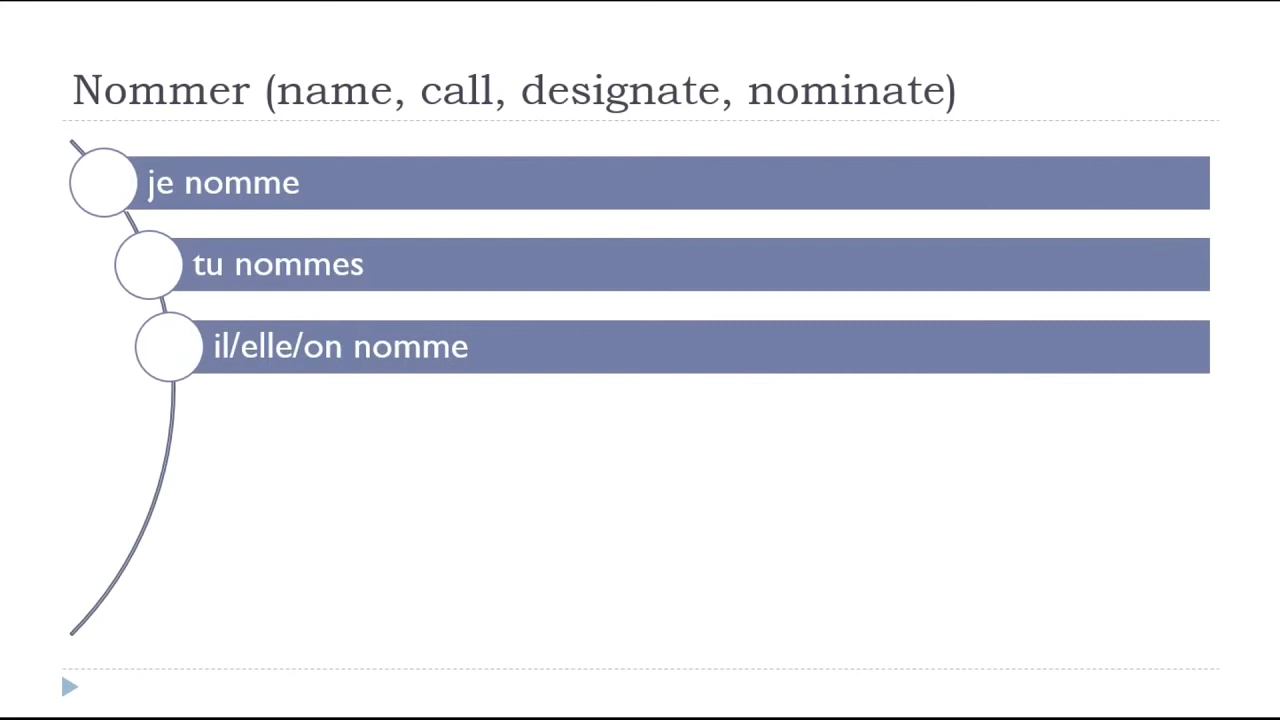 Nommer (name, call, designate, nominate)
je nomme
tu nommes
il/elle/on nomme